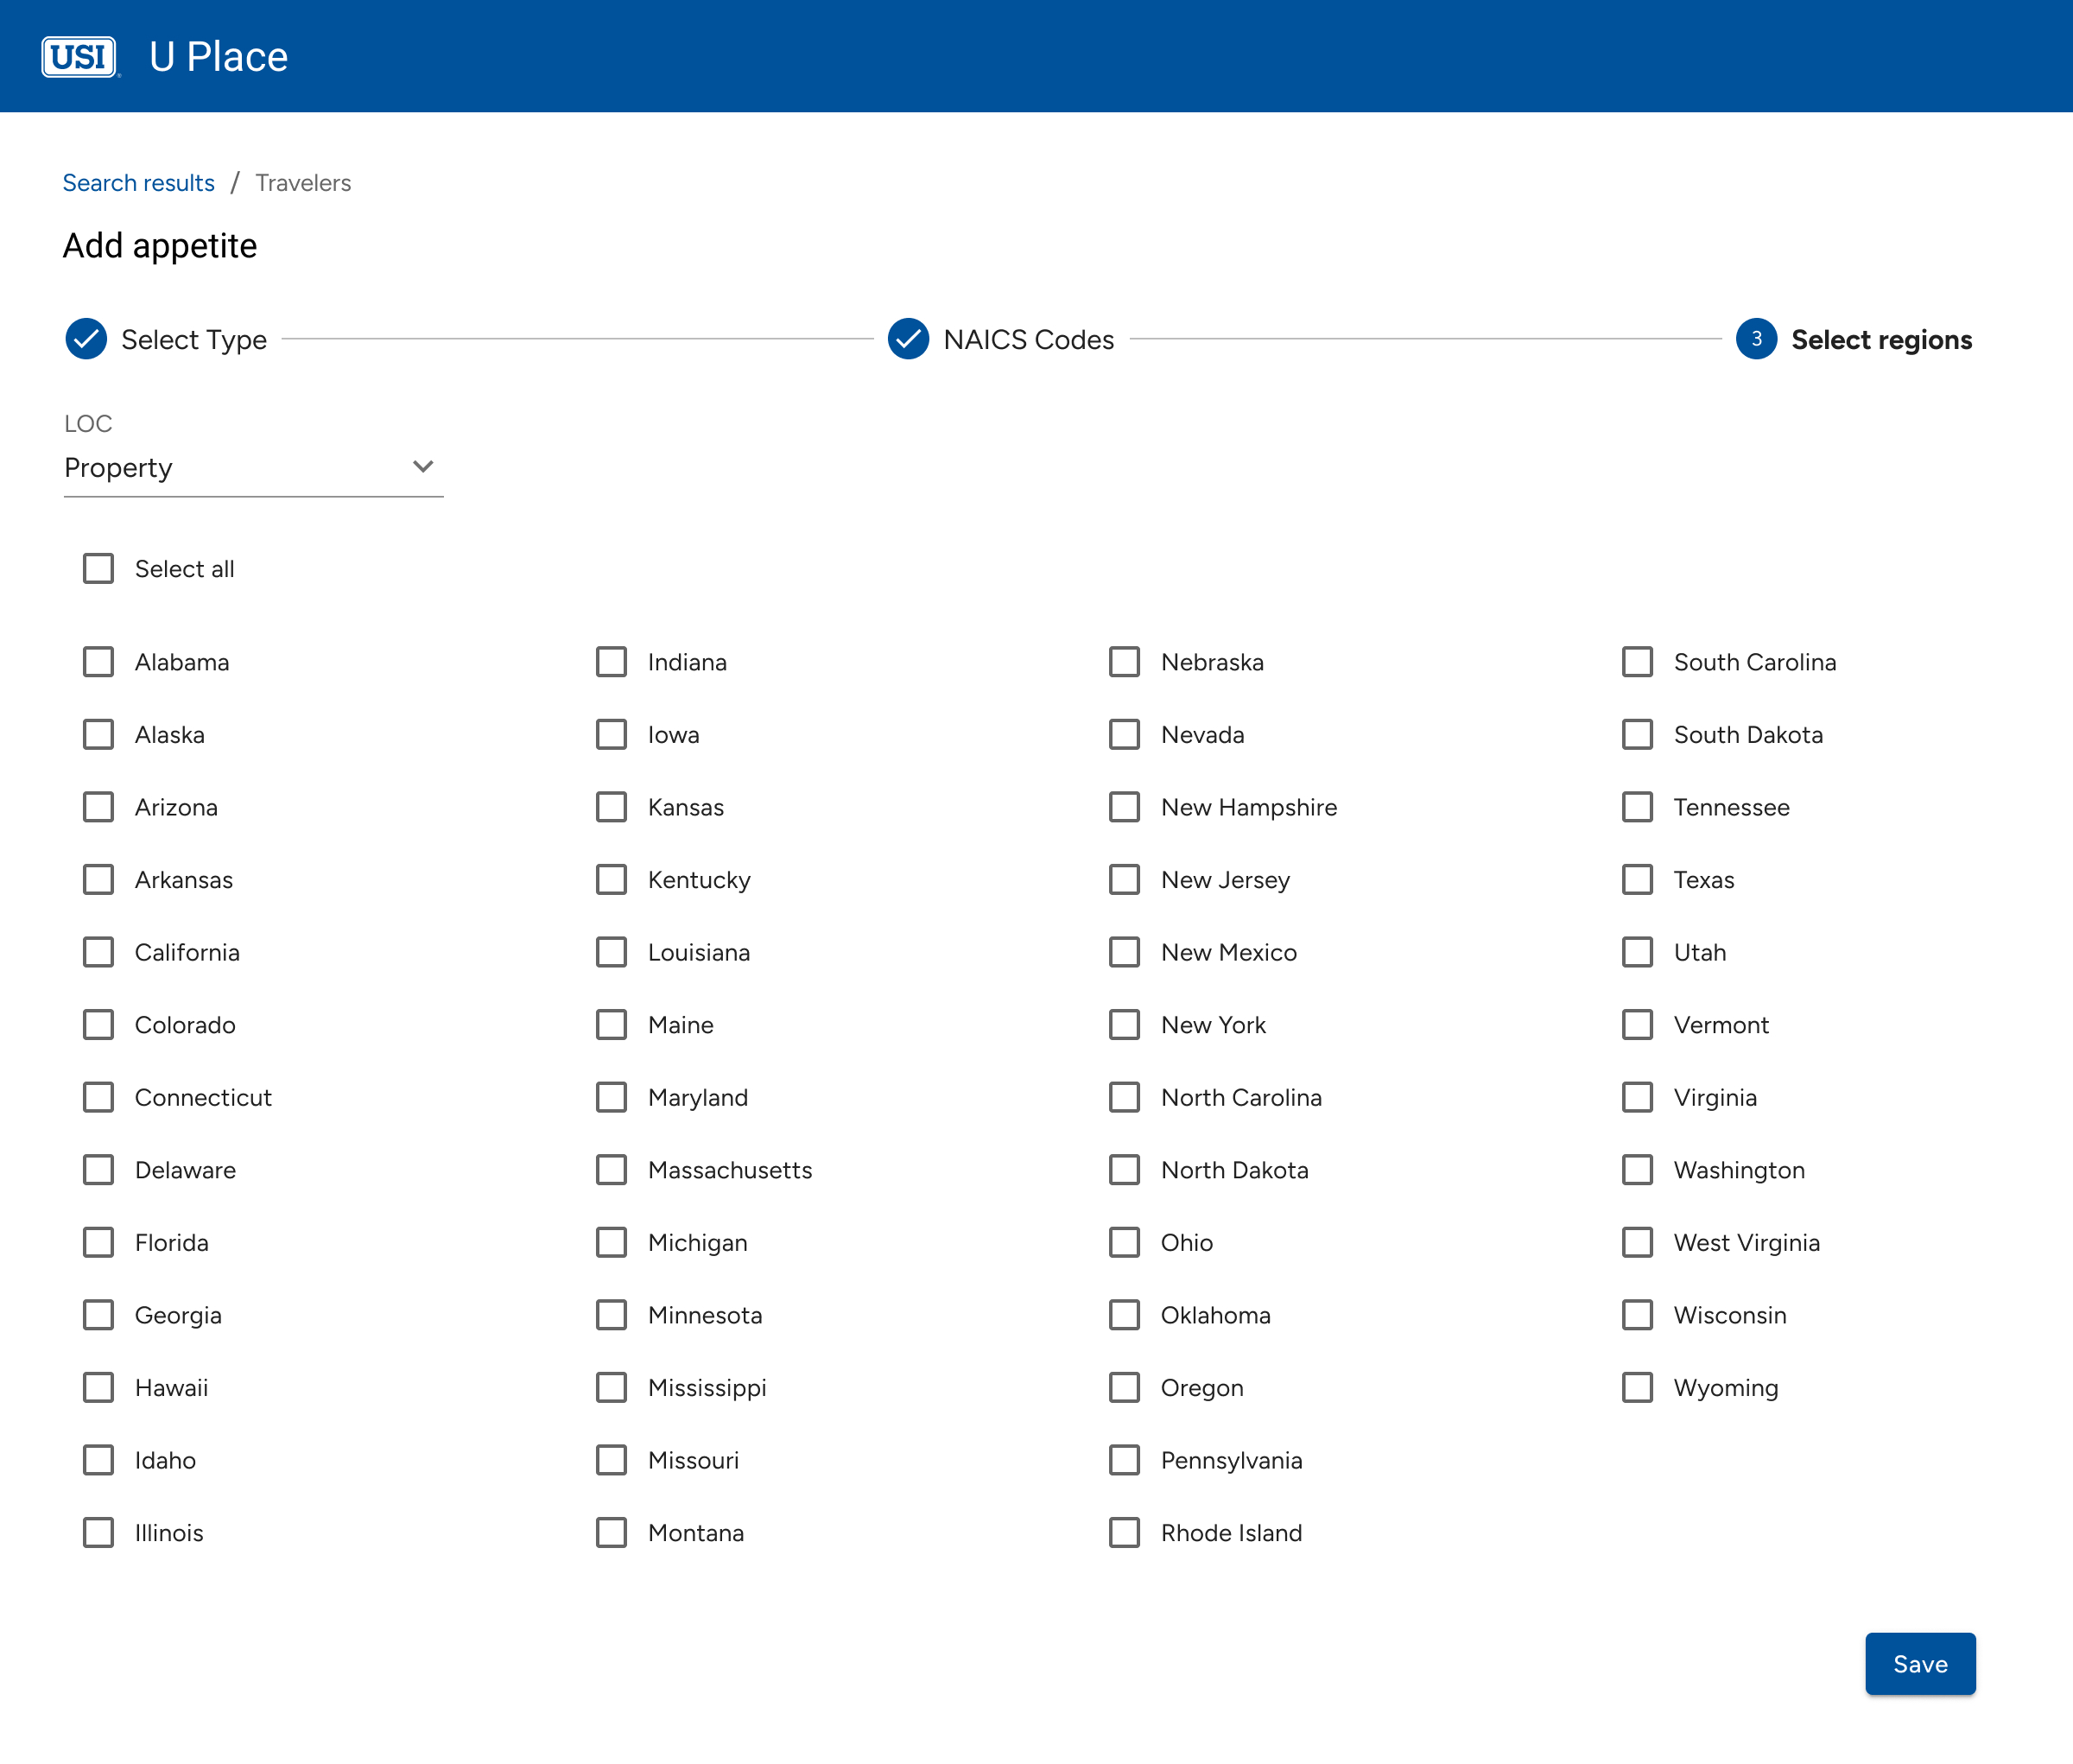 USI U Place
Search results / Travelers
Add appetite
Select Type NAICS Codes 3 Select regions
LOC
Property
Select all
Alabama
Alaska
Arizona
Arkansas
California
Colorado
Connecticut
Delaware
Florida
Georgia
Hawaii
Idaho
Illinois
Indiana
Iowa
Kansas
Kentucky
Louisiana
Maine
Maryland
Massachusetts
Michigan
Minnesota
Mississippi
Missouri
Montana
Nebraska
Nevada
New Hampshire
New Jersey
New Mexico
New York
North Carolina
North Dakota
Ohio
Oklahoma
Oregon
Pennsylvania
Rhode Island
South Carolina
South Dakota
Tennessee
Texas
Utah
Vermont
Virginia
Washington
West Virginia
Wisconsin
Wyoming
Save